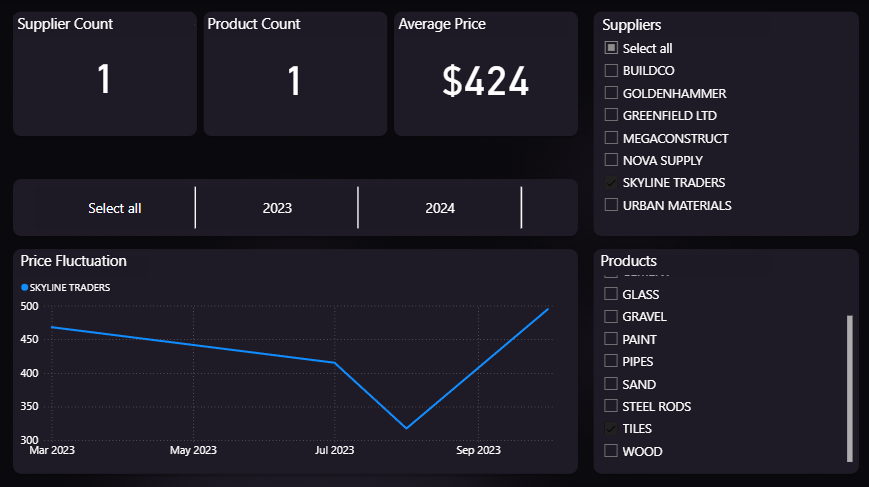 Supplier Count
1
Product Count
1
Average Price
$424
Suppliers
Select all
BUILDCO
GOLDENHAMMER
GREENFIELD LTD
MEGACONSTRUCT
NOVA SUPPLY
SKYLINE TRADERS
URBAN MATERIALS
Select all
2023
2024
Price Fluctuation
SKYLINE TRADERS
500
450
400
350
300
Mar 2023
May 2023
Jul 2023
Sep 2023
Products
GLASS
GRAVEL
PAINT
PIPES
SAND
STEEL RODS
TILES
WOOD